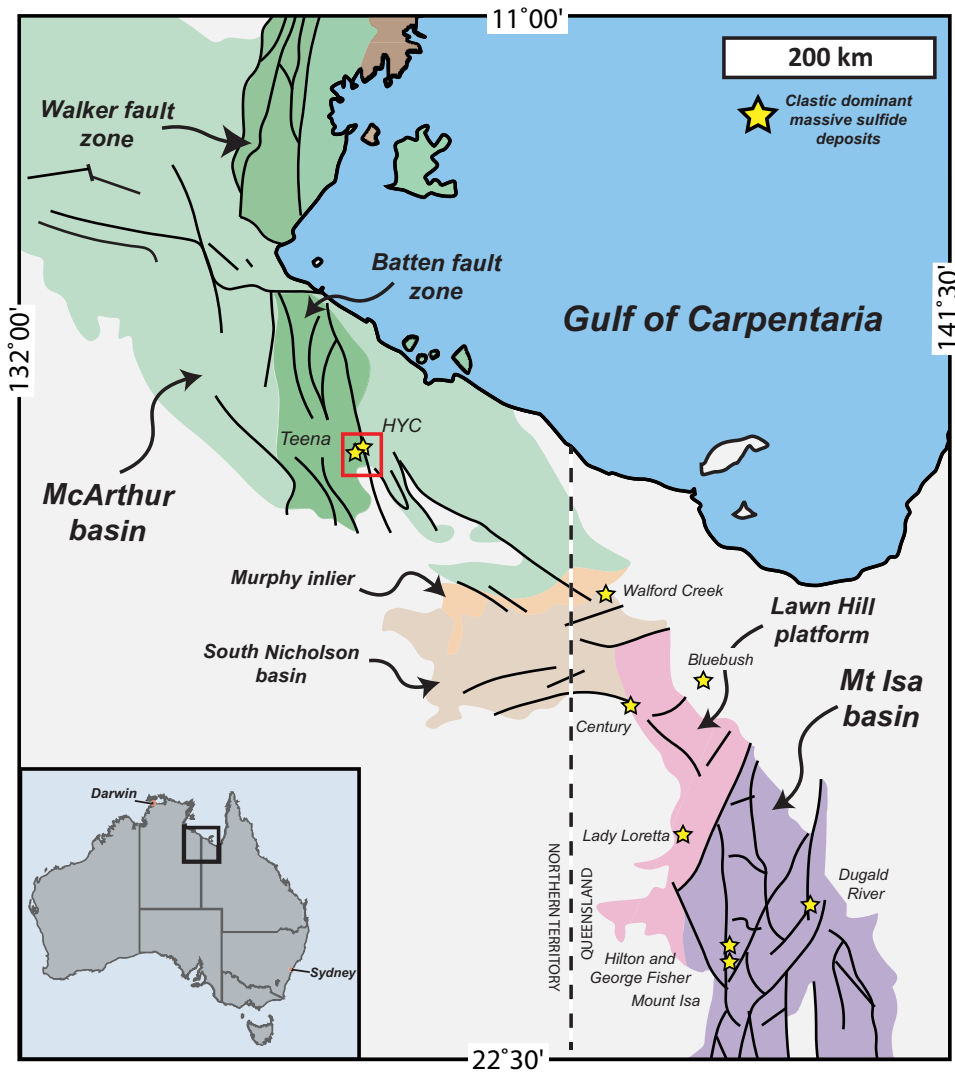 11°00'
200 km
Clastic dominant
massive sulfide
deposits
Walker fault
zone
Batten fault
zone
Gulf of Carpentaria
132°00'
141°30'
Teena
HYC
McArthur
basin
Murphy inlier
Walford Creek
Lawn Hill
platform
South Nicholson
basin
Bluebush
Mt Isa
basin
Century
Darwin
Lady Loretta
NORTHERN TERRITORY
QUEENSLAND
Dugald
River
Hilton and
George Fisher
Mount Isa
Sydney
22°30'